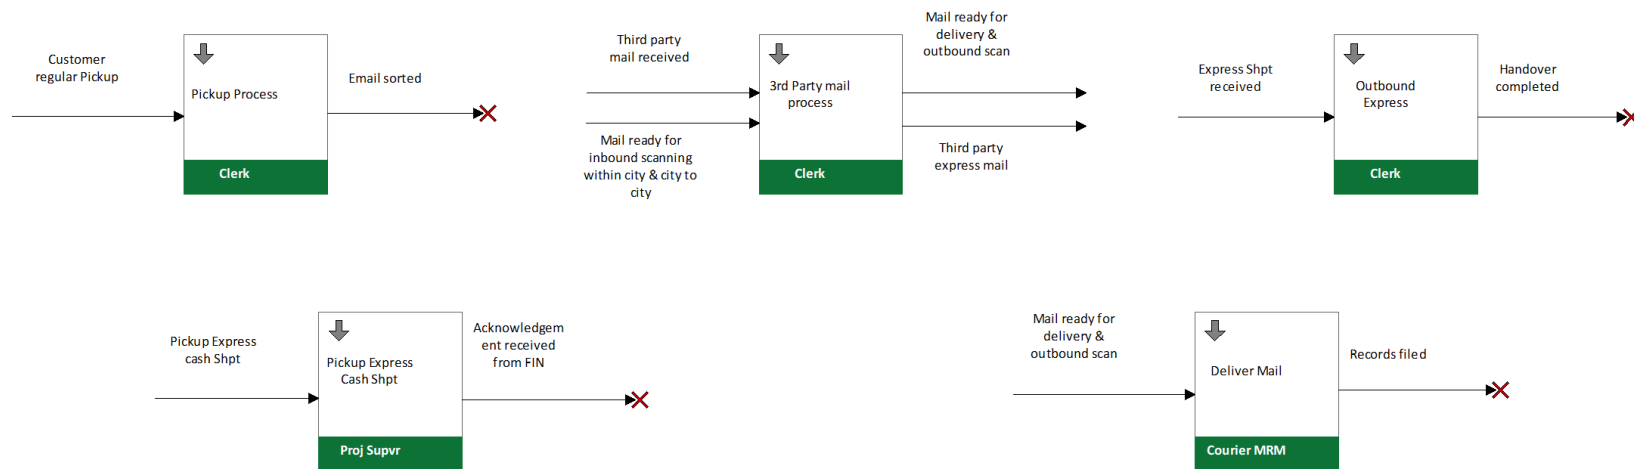 Customer
regular Pickup
Pickup Process
Email sorted
Clerk
Third party
mail received
Mail ready for
inbound scanning
within city & city to
city
3rd Party mail
process
Clerk
Mail ready for
delivery &
outbound scan
Third party
express mail
Express Shpt
received
Outbound
Express
Clerk
Handover
completed
Pickup Express
cash Shpt
Pickup Express
Cash Shpt
Proj Supvr
Acknowledgem
ent received
from FIN
Mail ready for
delivery &
outbound scan
Deliver Mail
Courier MRM
Records filed